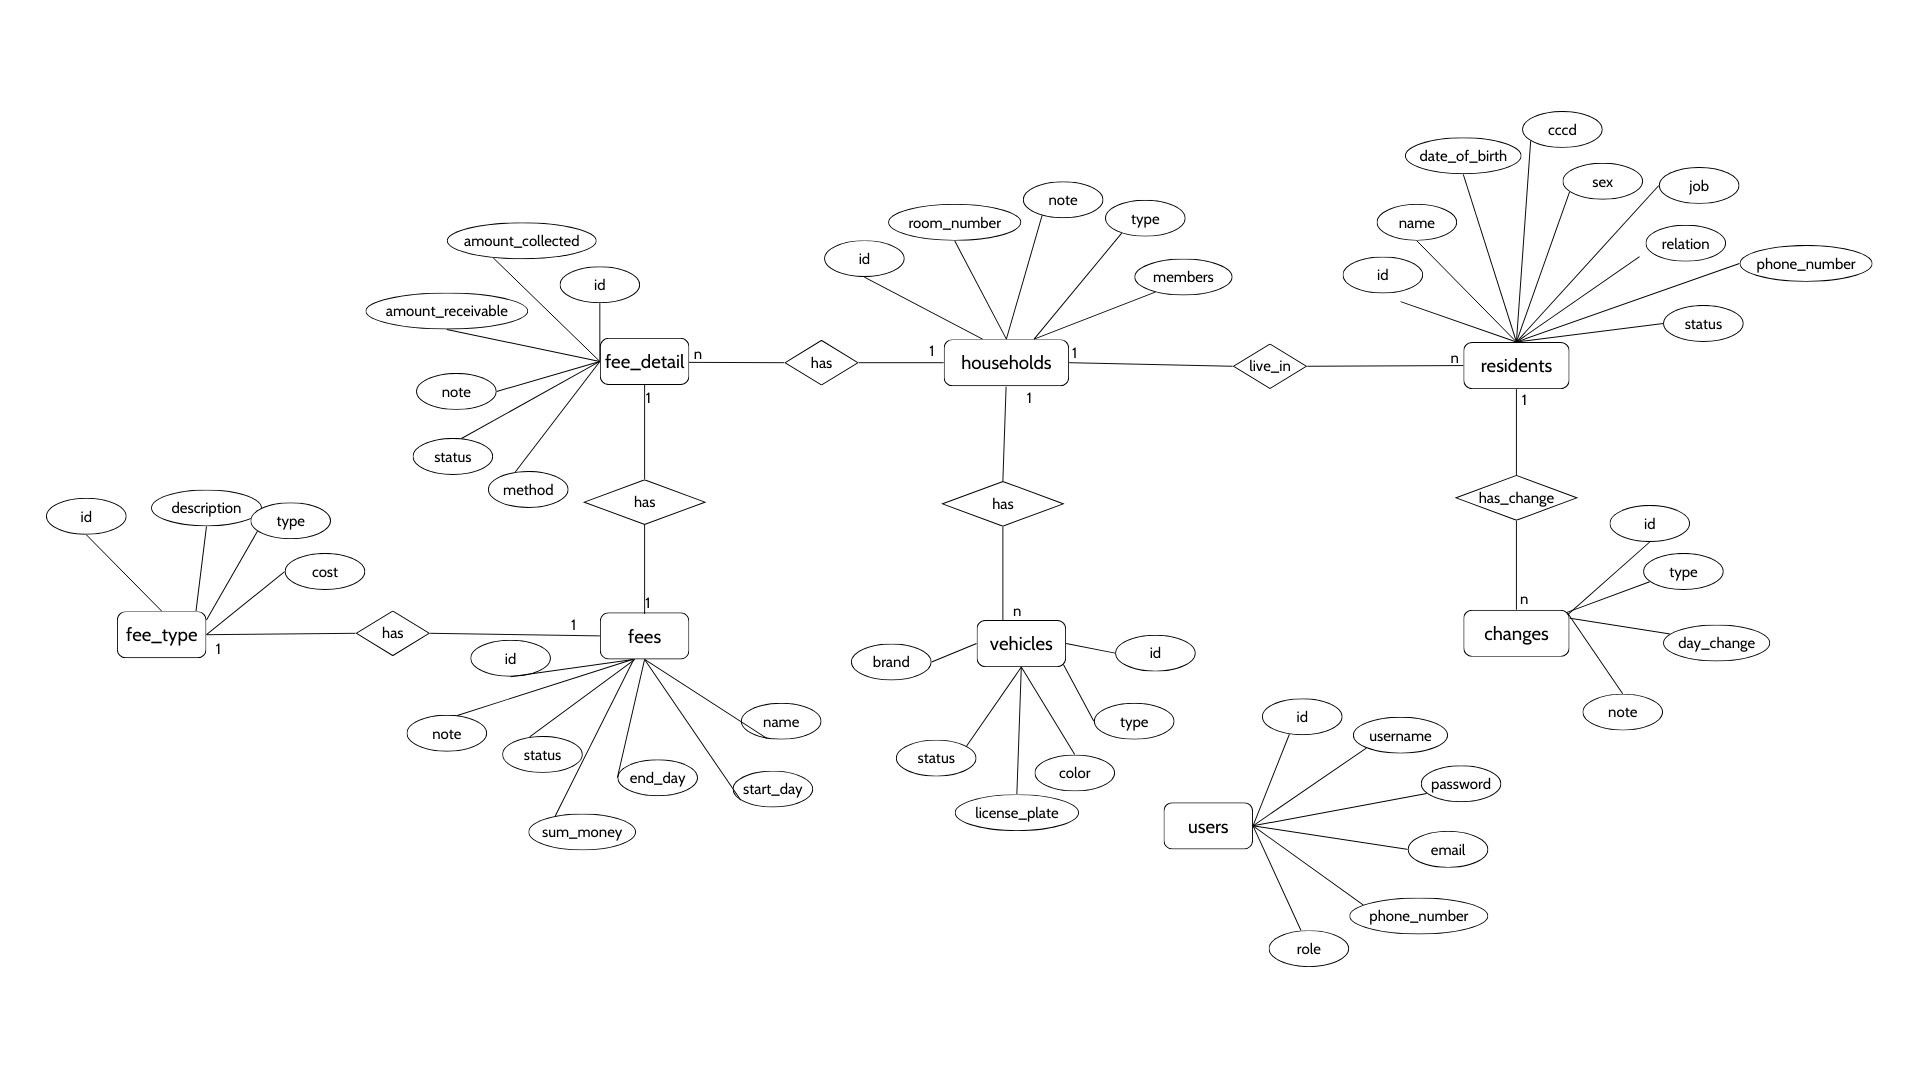 cccd
date_of_birth
sex
job
note
name
type
room_number
amount_collected
relation
id
phone_number
id
members
id
amount_receivable
status
fee_detail
n
has
1
households
1
live_in
n
residents
note
1
1
1
status
method
has
has
has_change
id
description
type
id
cost
type
1
n
n
fee_type
has
1
fees
vehicles
changes
1
id
brand
id
day_change
note
status
name
type
id
note
username
end_day
start_day
status
color
password
sum_money
license_plate
users
email
phone_number
role